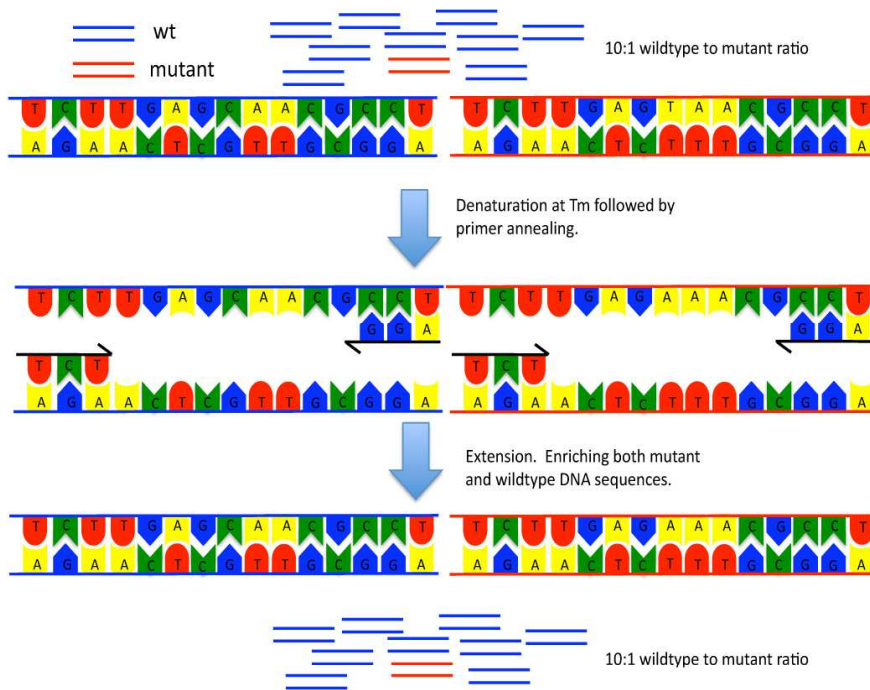 wt
mutant
10:1 wildtype to mutant ratio
T C T T G A G C A A C G C C T
A G A A C T C G T T G C G G A
T C T T G A G T A A C G C C T
A G A A C T C T T T G C G G A
Denaturation at Tm followed by
primer annealing.
T C T T G A G C A A C G C C T
G G A
T C T
A G A A C T C G T T G C G G A
T C T T G A G A A A C G C C T
G G A
T C T
A G A A C T C T T T G C G G A
Extension. Enriching both mutant
and wildtype DNA sequences.
T C T T G A G C A A C G C C T
A G A A C T C G T T G C G G A
T C T T G A G A A A C G C C T
A G A A C T C T T T G C G G A
10:1 wildtype to mutant ratio